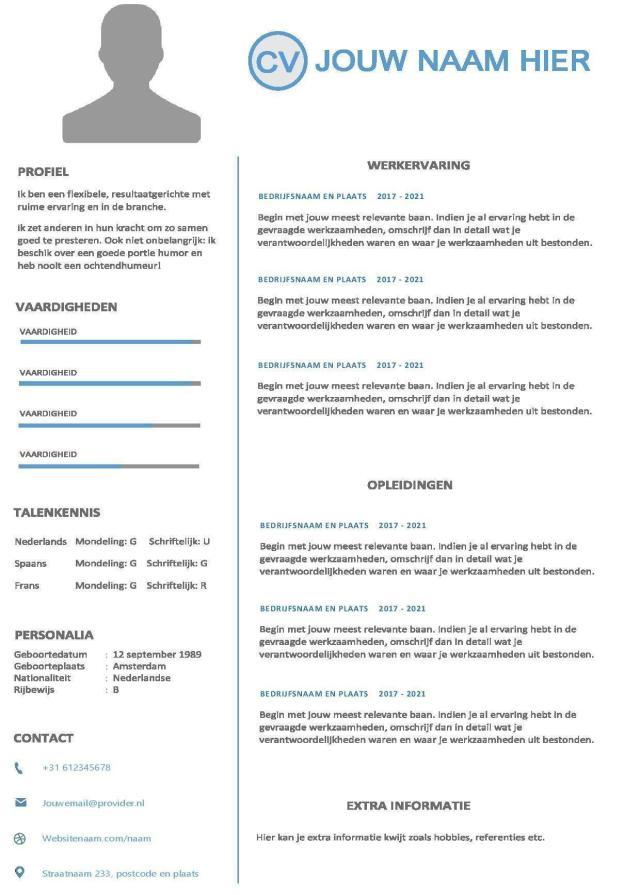 CV JOUW NAAM HIER
PROFIEL
Ik ben een flexibele, resultaatgerichte met
ruime ervaring en in de branche.
Ik zet anderen in hun kracht om zo samen
goed te presteren. Ook niet onbelangrijk: ik
beschik over een goede portie humor en
heb nooit een ochtendhumeur!
VAARDIGHEDEN
VAARDIGHEID
VAARDIGHEID
VAARDIGHEID
VAARDIGHEID
TALENKENNIS
Nederlands Mondeling: G Schriftelijk: U
Spaans Mondeling: G Schriftelijk: G
Frans Mondeling: G Schriftelijk: R
PERSONALIA
Geboortedatum : 12 september 1989
Geboorteplaats : Amsterdam
Nationaliteit : Nederlandse
Rijbewijs : B
CONTACT
+31 612345678
Jouwemail@provider.nl
Websitenaam.com/naam
Straatnaam 233, postcode en plaats
WERKERVARING
BEDRIJFSNAAM EN PLAATS 2017 - 2021
Begin met jouw meest relevante baan. Indien je al ervaring hebt in de
gevraagde werkzaamheden, omschrijf dan in detail wat je
verantwoordelijkheden waren en waar je werkzaamheden uit bestonden.
BEDRIJFSNAAM EN PLAATS 2017 - 2021
Begin met jouw meest relevante baan. Indien je al ervaring hebt in de
gevraagde werkzaamheden, omschrijf dan in detail wat je
verantwoordelijkheden waren en waar je werkzaamheden uit bestonden.
BEDRIJFSNAAM EN PLAATS 2017 - 2021
Begin met jouw meest relevante baan. Indien je al ervaring hebt in de
gevraagde werkzaamheden, omschrijf dan in detail wat je
verantwoordelijkheden waren en waar je werkzaamheden uit bestonden.
OPLEIDINGEN
BEDRIJFSNAAM EN PLAATS 2017 - 2021
Begin met jouw meest relevante baan. Indien je al ervaring hebt in de
gevraagde werkzaamheden, omschrijf dan in detail wat je
verantwoordelijkheden waren en waar je werkzaamheden uit bestonden.
BEDRIJFSNAAM EN PLAATS 2017 - 2021
Begin met jouw meest relevante baan. Indien je al ervaring hebt in de
gevraagde werkzaamheden, omschrijf dan in detail wat je
verantwoordelijkheden waren en waar je werkzaamheden uit bestonden.
BEDRIJFSNAAM EN PLAATS 2017 - 2021
Begin met jouw meest relevante baan. Indien je al ervaring hebt in de
gevraagde werkzaamheden, omschrijf dan in detail wat je
verantwoordelijkheden waren en waar je werkzaamheden uit bestonden.
EXTRA INFORMATIE
Hier kan je extra informatie kwijt zoals hobbies, referenties etc.